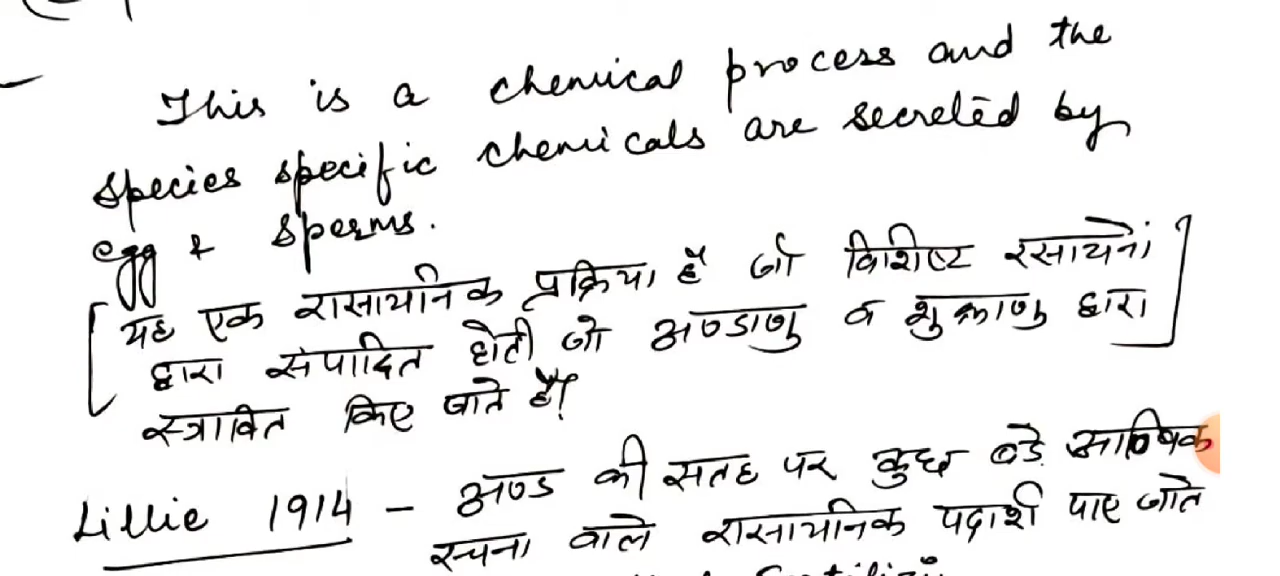 This is a chemical process and the
species specific chemicals are secreted by
egg & sperms.
[यह एक रासायनिक प्रक्रिया है जो विशिष्ट रसायनों
द्वारा संपादित होती जो अण्डाणु व शुक्राणु द्वारा
स्त्रावित किए जाते हैं।]
Lillie 1914 – अण्ड की सतह पर कुछ बड़े आण्विक
रचना वाले रासायनिक पदार्थ पाए जाते